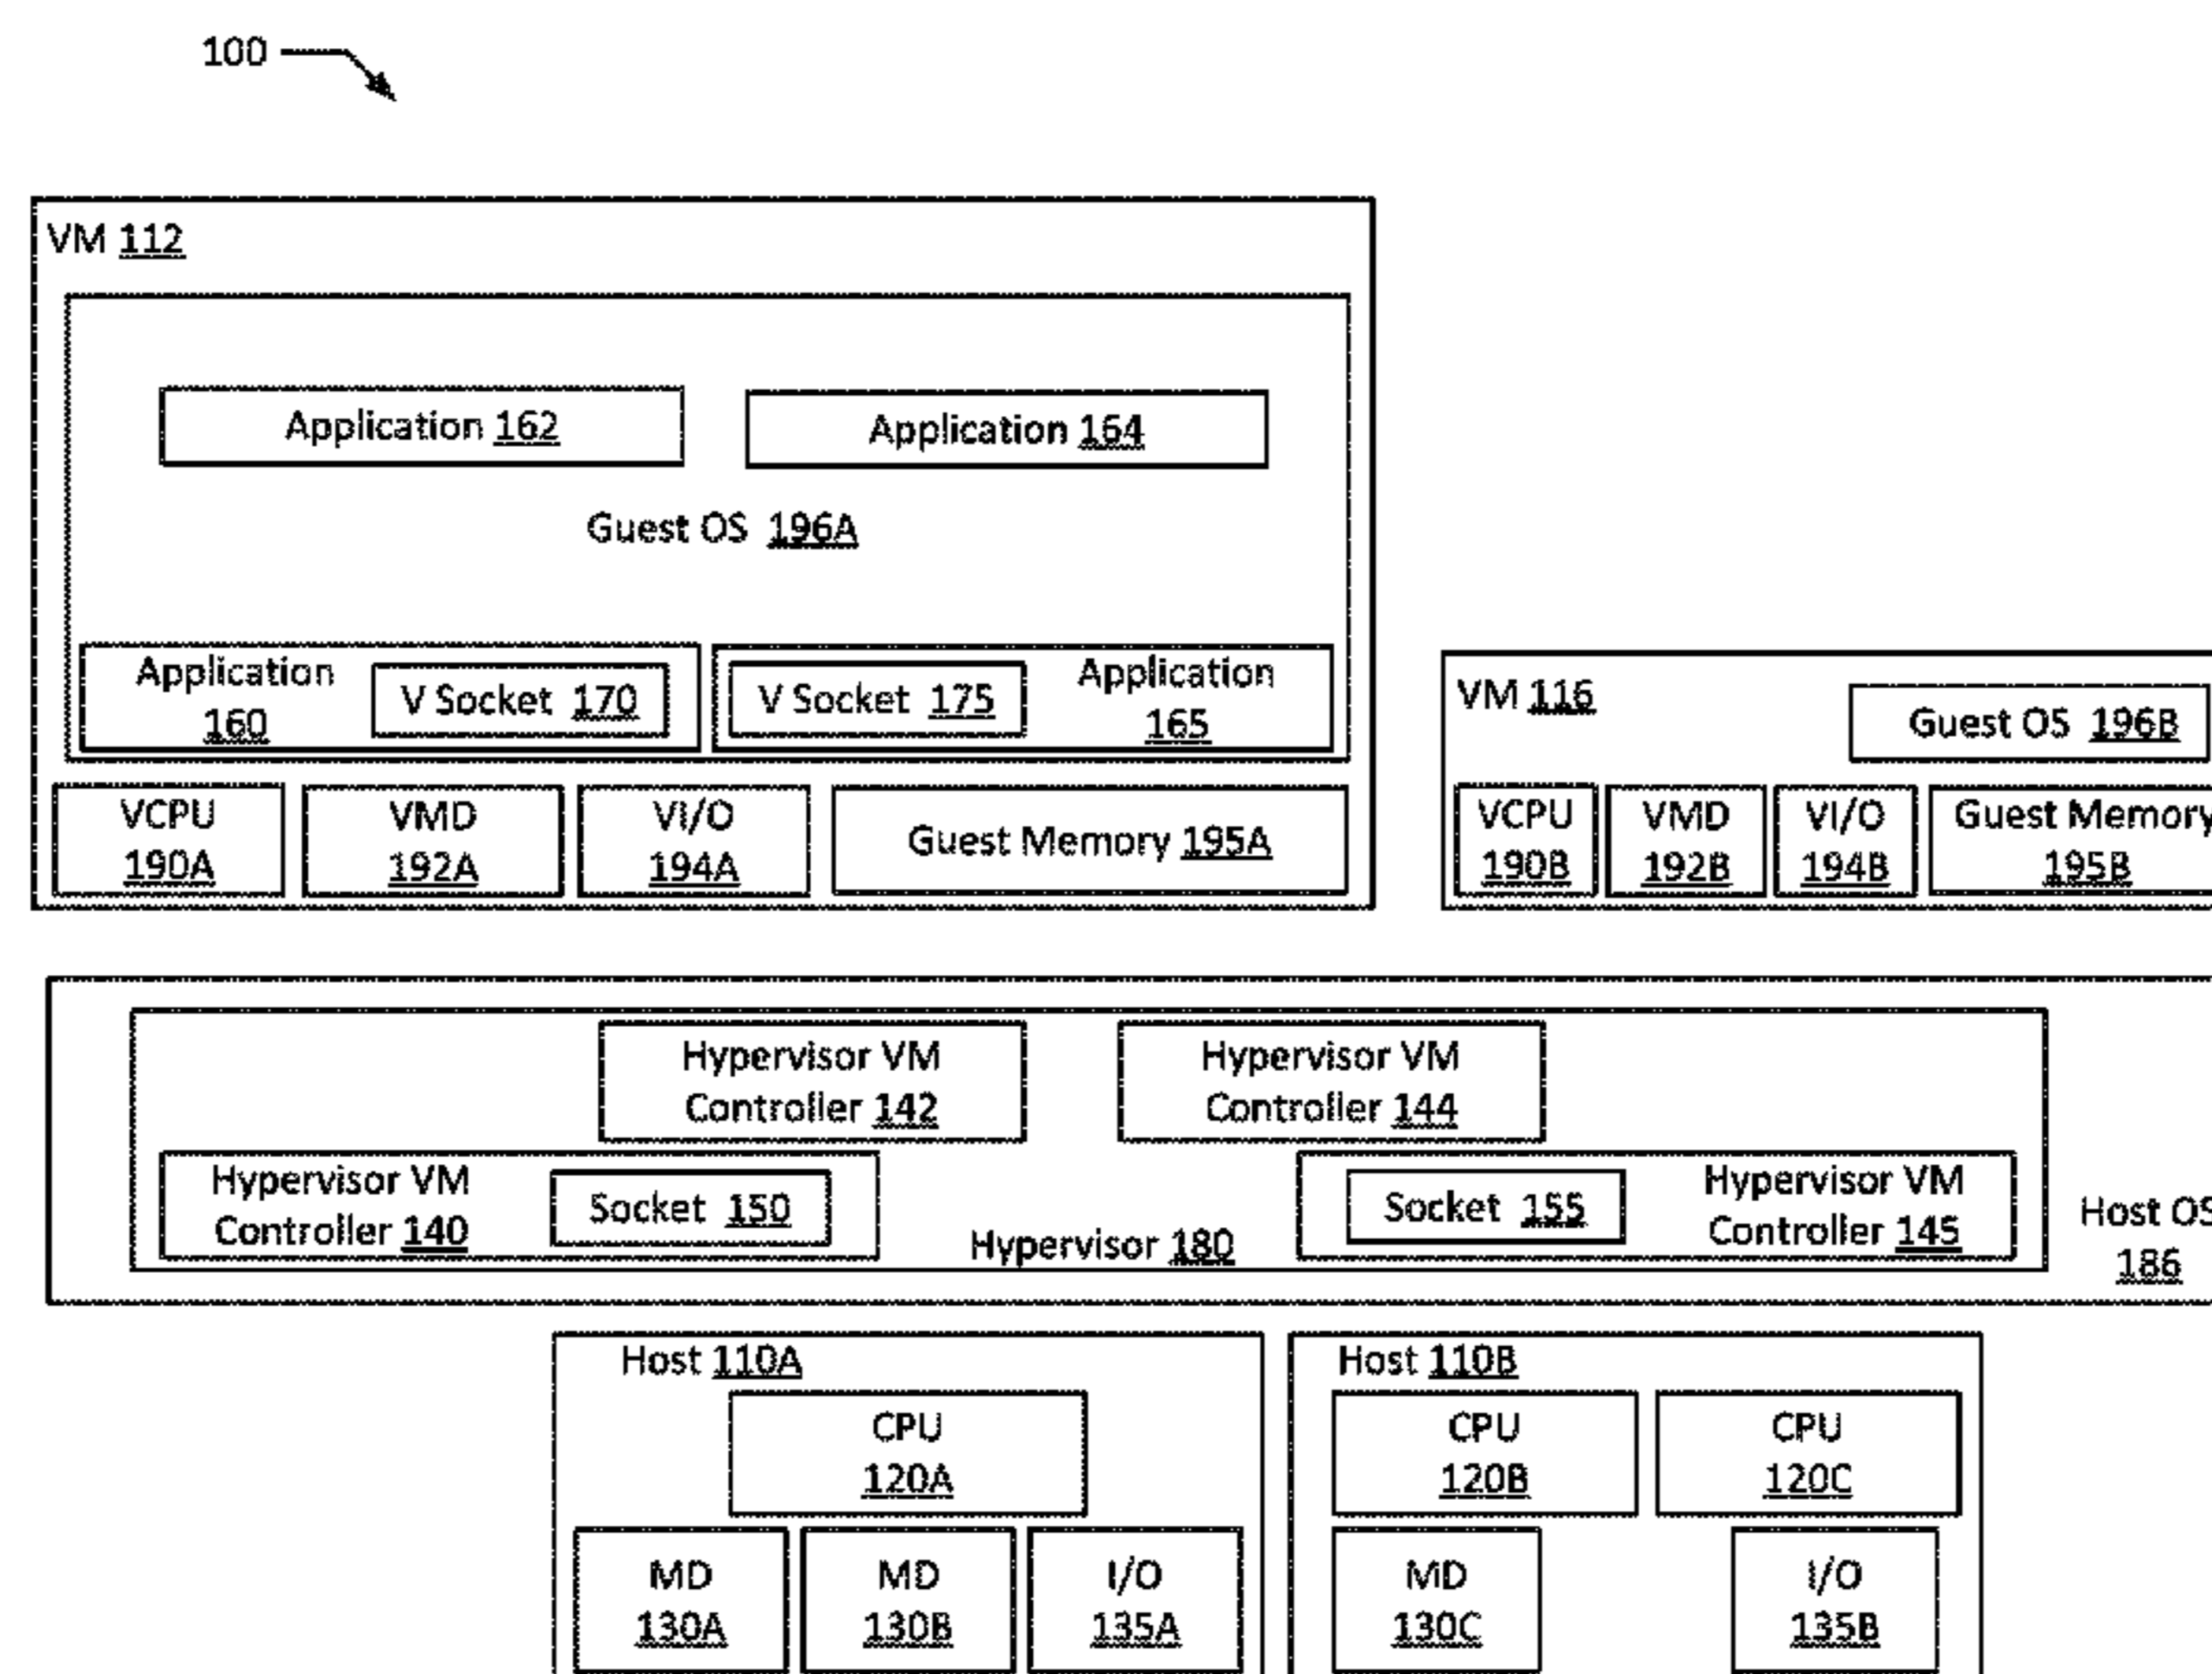 100
VM 112
Application 162
Application 164
Guest OS 196A
Application
160
V Socket 170
V Socket 175
Application
165
VCPU
190A
VMD
192A
VI/O
194A
Guest Memory 195A
VM 116
Guest OS 196B
VCPU
190B
VMD
192B
VI/O
194B
Guest Memory
195B
Hypervisor VM
Controller 142
Hypervisor VM
Controller 144
Hypervisor VM
Controller 140
Socket 150
Hypervisor 180
Socket 155
Hypervisor VM
Controller 145
Host OS
186
Host 110A
CPU
120A
MD
130A
MD
130B
I/O
135A
Host 110B
CPU
120B
CPU
120C
MD
130C
I/O
135B